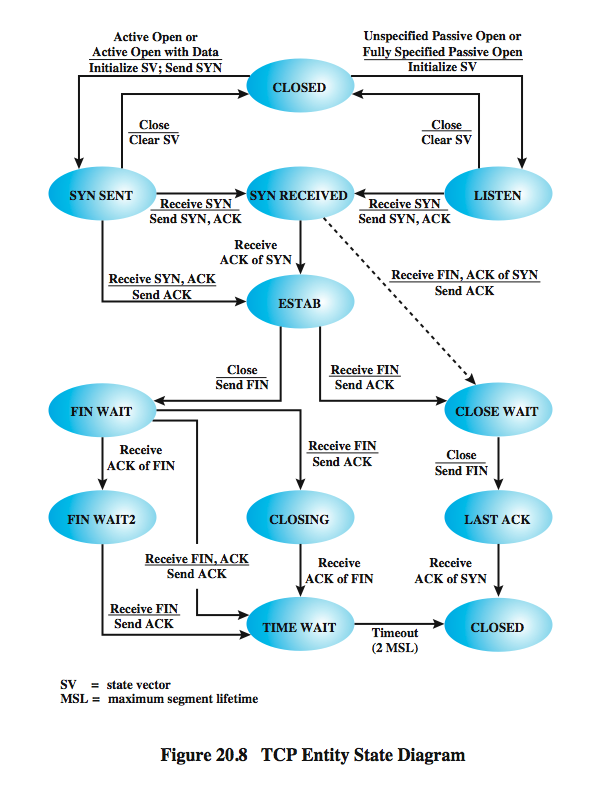 Active Open or
Active Open with Data
Initialize SV; Send SYN
Unspecified Passive Open or
Fully Specified Passive Open
Initialize SV
CLOSED
Close
Clear SV
Close
Clear SV
SYN SENT
SYN RECEIVED
LISTEN
Receive SYN
Send SYN, ACK
Receive SYN
Send SYN, ACK
Receive
ACK of SYN
Receive SYN, ACK
Send ACK
Receive FIN, ACK of SYN
Send ACK
ESTAB
Close
Send FIN
Receive FIN
Send ACK
FIN WAIT
CLOSE WAIT
Receive
ACK of FIN
Receive FIN
Send ACK
Close
Send FIN
FIN WAIT2
CLOSING
LAST ACK
Receive FIN, ACK
Send ACK
Receive
ACK of FIN
Receive
ACK of SYN
Receive FIN
Send ACK
TIME WAIT
Timeout
(2 MSL)
CLOSED
SV = state vector
MSL = maximum segment lifetime
Figure 20.8 TCP Entity State Diagram